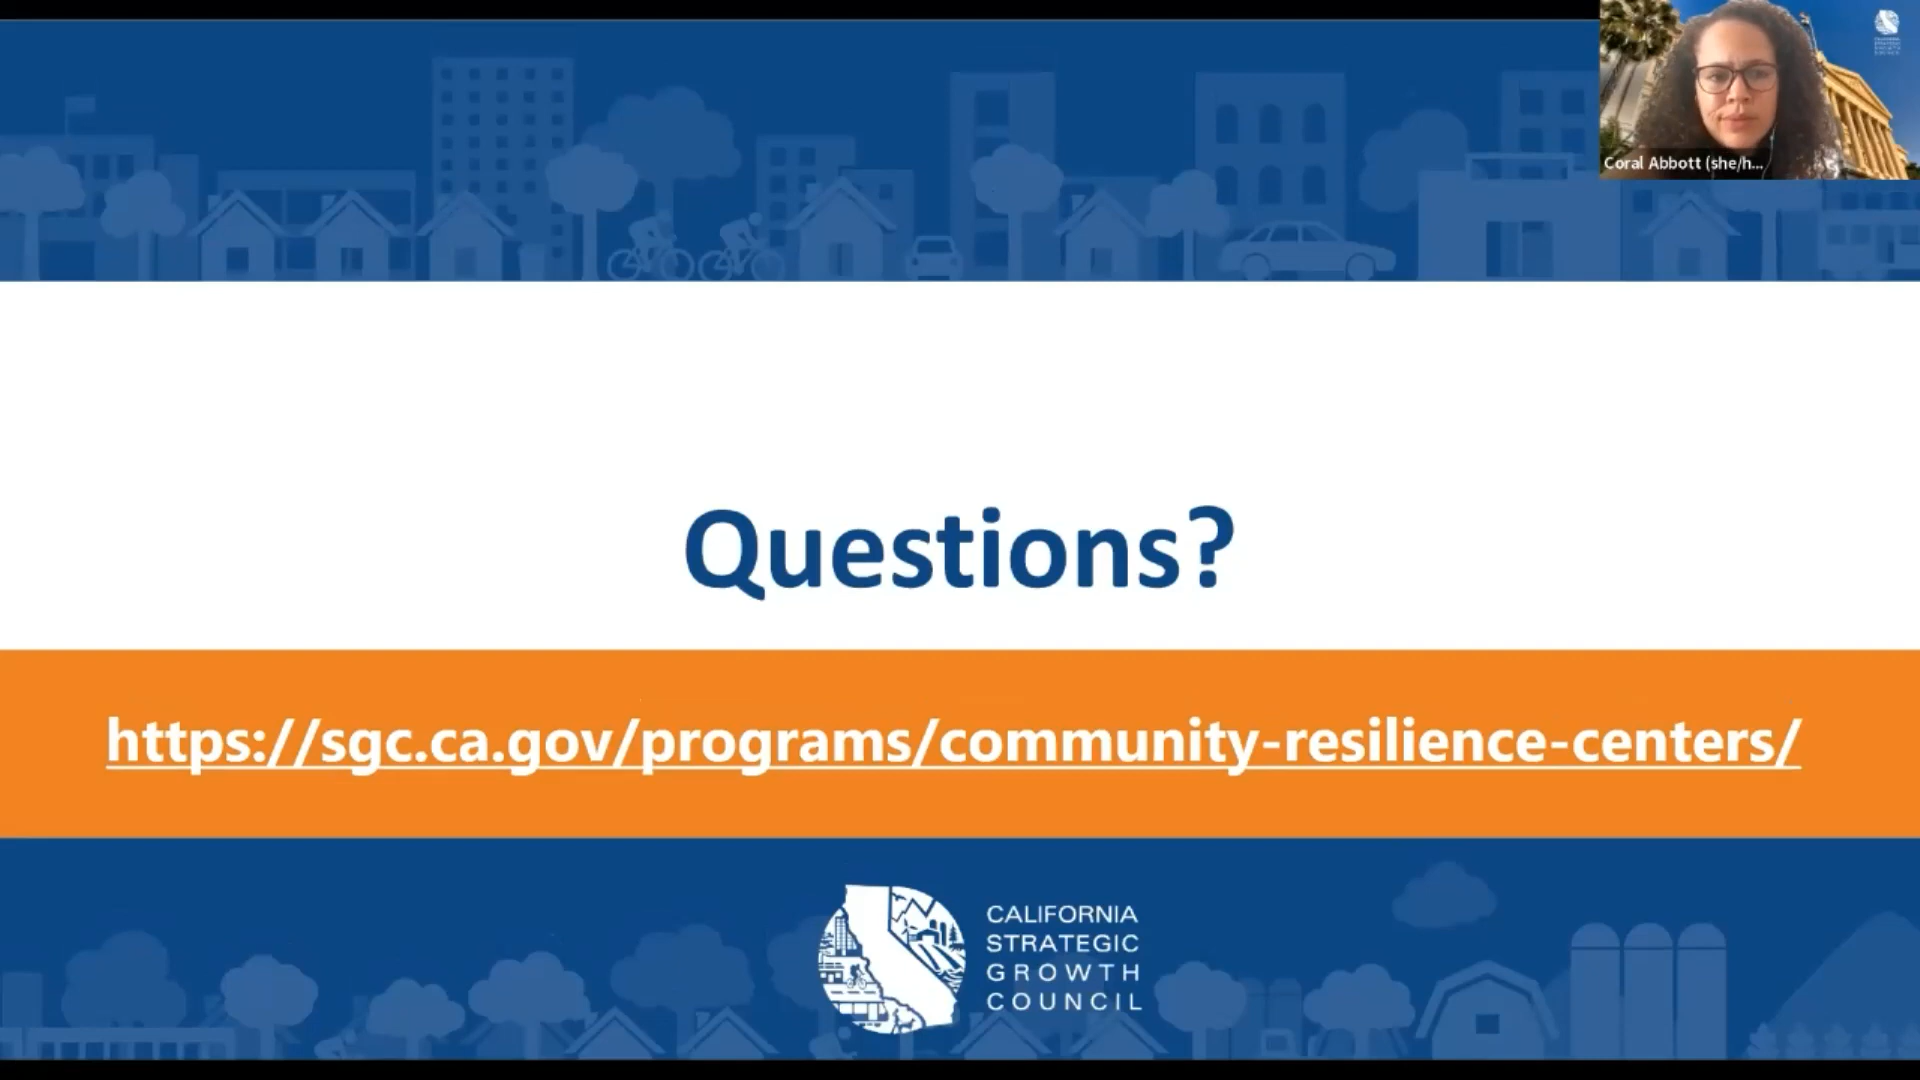 Coral Abbott (she/h...
Questions?
https://sgc.ca.gov/programs/community-resilience-centers/
CALIFORNIA
STRATEGIC
GROWTH
COUNCIL